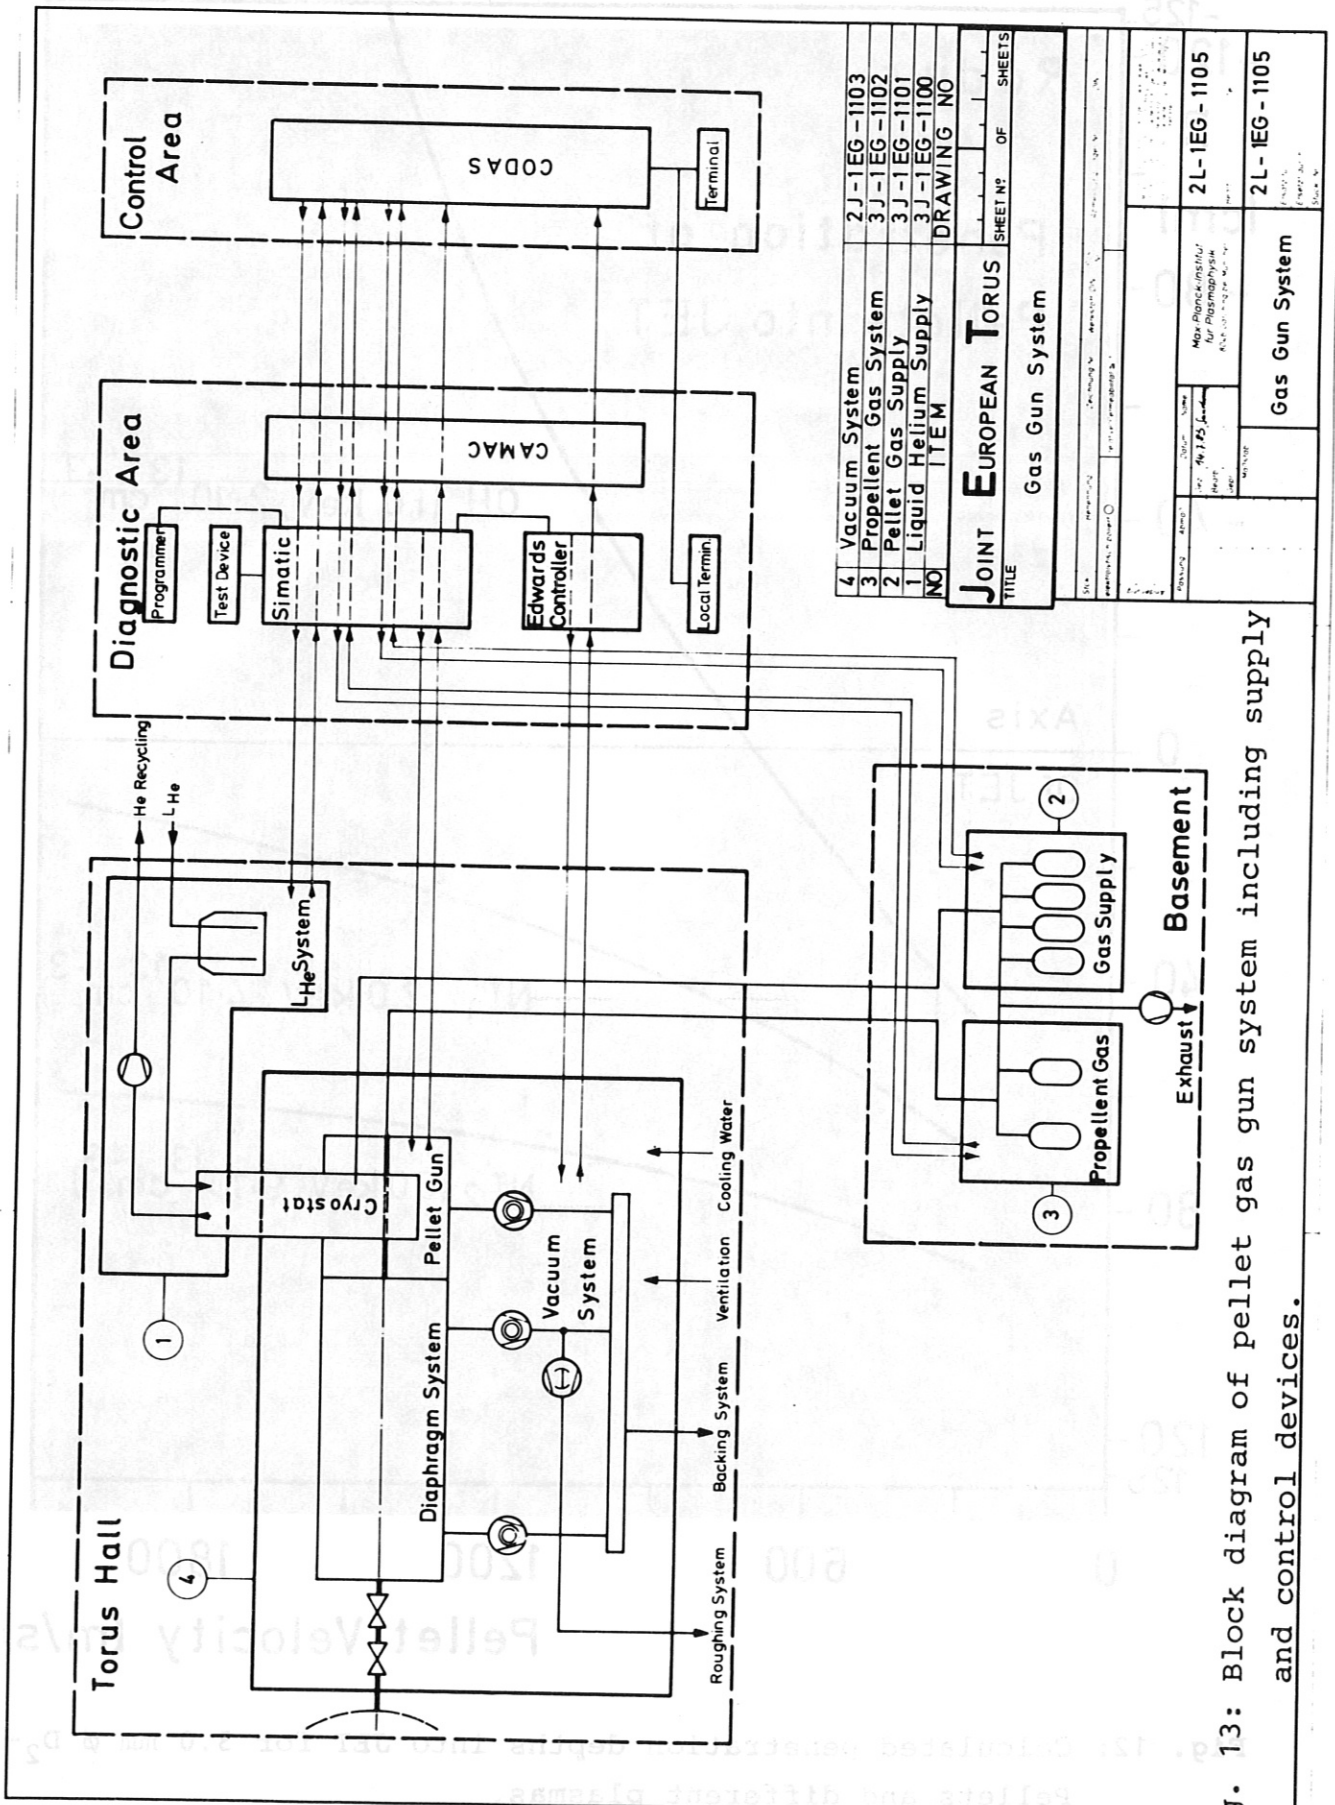 Torus Hall
4
1
He Recycling
LHe
LHe System
Cryostat
Pellet Gun
Diaphragm System
Vacuum
System
Roughing System
Backing System
Ventilation
Cooling Water
Diagnostic Area
Programmer
Test Device
Simatic
CAMAC
Edwards
Controller
Local Termin.
Control
Area
CODAS
Terminal
Basement
3
Propellent Gas
2
Gas Supply
Exhaust
4 Vacuum System 2J-1EG-1103
3 Propellent Gas System 3J-1EG-1102
2 Pellet Gas Supply 3J-1EG-1101
1 Liquid Helium Supply 3J-1EG-1100
NO ITEM DRAWING NO
JOINT EUROPEAN TORUS
SHEET Nº OF SHEETS
TITLE
Gas Gun System
Max-Planck-Institut
für Plasmaphysik
2L-1EG-1105
Gas Gun System
2L-1EG-1105
g. 13: Block diagram of pellet gas gun system including supply
and control devices.